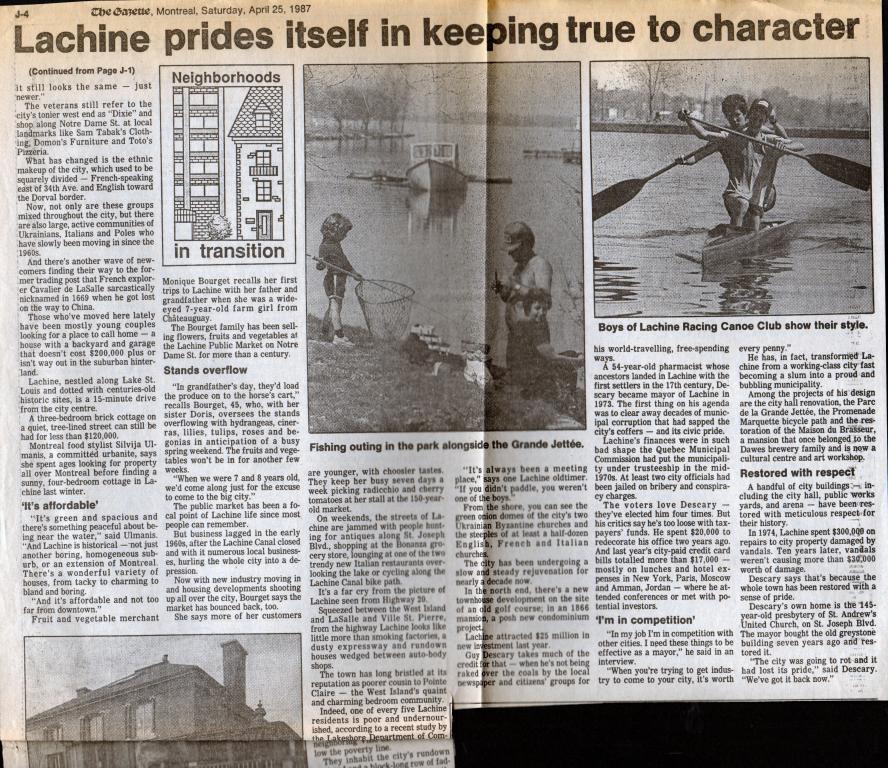 J-4
The Gazette, Montreal, Saturday, April 25, 1987
Lachine prides itself in keeping true to character
(Continued from Page J-1)
it still looks the same — just
newer."
The veterans still refer to the
city's tonier west end as "Dixie" and
shop along Notre Dame St. at local
landmarks like Sam Tabak's Cloth-
ing, Domon's Furniture and Toto's
Pizzeria.
What has changed is the ethnic
makeup of the city, which used to be
squarely divided — French-speaking
east of 34th Ave. and English toward
the Dorval border.
Now, not only are these groups
mixed throughout the city, but there
are also large, active communities of
Ukrainians, Italians and Poles who
have slowly been moving in since the
1960s.
And there's another wave of new-
comers finding their way to the for-
mer trading post that French explor-
er Cavalier de LaSalle sarcastically
nicknamed in 1669 when he got lost
on the way to China.
Those who've moved here lately
have been mostly young couples
looking for a place to call home — a
house with a backyard and garage
that doesn't cost $200,000 plus or
isn't way out in the suburban hinter-
land.
Lachine, nestled along Lake St.
Louis and dotted with centuries-old
historic sites, is a 15-minute drive
from the city centre.
A three-bedroom brick cottage on
a quiet, tree-lined street can still be
had for less than $120,000.
Montreal food stylist Silvija Ul-
manis, a committed urbanite, says
she spent ages looking for property
all over Montreal before finding a
sunny, four-bedroom cottage in La-
chine last winter.
'It's affordable'
"It's green and spacious and
there's something peaceful about be-
ing near the water," said Ulmanis.
"And Lachine is historical — not just
another boring, homogeneous sub-
urb, or an extension of Montreal.
There's a wonderful variety of
houses, from tacky to charming to
bland and boring.
"And it's affordable and not too
far from downtown."
Fruit and vegetable merchant
Neighborhoods
in transition
Monique Bourget recalls her first
trips to Lachine with her father and
grandfather when she was a wide-
eyed 7-year-old farm girl from
Châteauguay.
The Bourget family has been sell-
ing flowers, fruits and vegetables at
the Lachine Public Market on Notre
Dame St. for more than a century.
Stands overflow
"In grandfather's day, they'd load
the produce on to the horse's cart,"
recalls Bourget, 45, who, with her
sister Doris, oversees the stands
overflowing with hydrangeas, ciner-
aras, lilies, tulips, roses and be-
gonias in anticipation of a busy
spring weekend. The fruits and vege-
tables won't be in for another few
weeks.
"When we were 7 and 8 years old,
we'd come along just for the excuse
to come to the big city."
The public market has been a fo-
cal point of Lachine life since most
people can remember.
But business lagged in the early
1960s, after the Lachine Canal closed
and with it numerous local business-
es, hurling the whole city into a de-
pression.
Now with new industry moving in
and housing developments shooting
up all over the city, Bourget says the
market has bounced back, too.
She says more of her customers
Fishing outing in the park alongside the Grande Jettée.
are younger, with choosier tastes.
They keep her busy seven days a
week picking radicchio and cherry
tomatoes at her stall at the 150-year-
old market.
On weekends, the streets of La-
chine are jammed with people hunt-
ing for antiques along St. Joseph
Blvd., shopping at the Bonanza gro-
cery store, lounging at one of the two
trendy new Italian restaurants over-
looking the lake or cycling along the
Lachine Canal bike path.
It's a far cry from the picture of
Lachine seen from Highway 20.
Squeezed between the West Island
and LaSalle and Ville St. Pierre,
from the highway Lachine looks like
little more than smoking factories, a
dusty expressway and rundown
houses wedged between auto-body
shops.
The town has long bristled at its
reputation as poorer cousin to Pointe
Claire — the West Island's quaint
and charming bedroom community.
Indeed, one of every five Lachine
residents is poor and undernour-
ished, according to a recent study by
the Lakeshore Department of Com-
low the poverty line.
They inhabit the city's rundown
"It's always been a meeting
place," says one Lachine oldtimer.
"If you didn't paddle, you weren't
one of the boys."
From the shore, you can see the
green onion domes of the city's two
Ukrainian Byzantine churches and
the steeples of at least a half-dozen
English, French and Italian
churches.
The city has been undergoing a
slow and steady rejuvenation for
nearly a decade now.
In the north end, there's a new
townhouse development on the site
of an old golf course; in an 1866
mansion, a posh new condominium
project.
Lachine attracted $25 million in
new investment last year.
Guy Descary takes much of the
credit for that — when he's not being
raked over the coals by the local
newspaper and citizens' groups for
Boys of Lachine Racing Canoe Club show their style.
his world-travelling, free-spending
ways.
A 54-year-old pharmacist whose
ancestors landed in Lachine with the
first settlers in the 17th century, De-
scary became mayor of Lachine in
1973. The first thing on his agenda
was to clear away decades of munic-
ipal corruption that had sapped the
city's coffers — and its civic pride.
Lachine's finances were in such
bad shape the Quebec Municipal
Commission had put the municipal-
ity under trusteeship in the mid-
1970s. At least two city officials had
been jailed on bribery and conspira-
cy charges.
The voters love Descary —
they've elected him four times. But
his critics say he's too loose with tax-
payers' funds. He spent $20,000 to
redecorate his office two years ago.
And last year's city-paid credit card
bills totalled more than $17,000 —
mostly on lunches and hotel ex-
penses in New York, Paris, Moscow
and Amman, Jordan — where he at-
tended conferences or met with po-
tential investors.
'I'm in competition'
"In my job I'm in competition with
other cities. I need these things to be
effective as a mayor," he said in an
interview.
"When you're trying to get indus-
try to come to your city, it's worth
every penny."
He has, in fact, transformed La-
chine from a working-class city fast
becoming a slum into a proud and
bubbling municipality.
Among the projects of his design
are the city hall renovation, the Parc
de la Grande Jettée, the Promenade
Marquette bicycle path and the res-
toration of the Maison du Brasseur,
a mansion that once belonged to the
Dawes brewery family and is now a
cultural centre and art workshop.
Restored with respect
A handful of city buildings — in-
cluding the city hall, public works
yards, and arena — have been re-
stored with meticulous respect for
their history.
In 1974, Lachine spent $300,000 on
repairs to city property damaged by
vandals. Ten years later, vandals
weren't causing more than $30,000
worth of damage.
Descary says that's because the
whole town has been restored with a
sense of pride.
Descary's own home is the 145-
year-old presbytery of St. Andrew's
United Church, on St. Joseph Blvd.
The mayor bought the old greystone
building seven years ago and re-
stored it.
"The city was going to rot and it
had lost its pride," said Descary.
"We've got it back now."